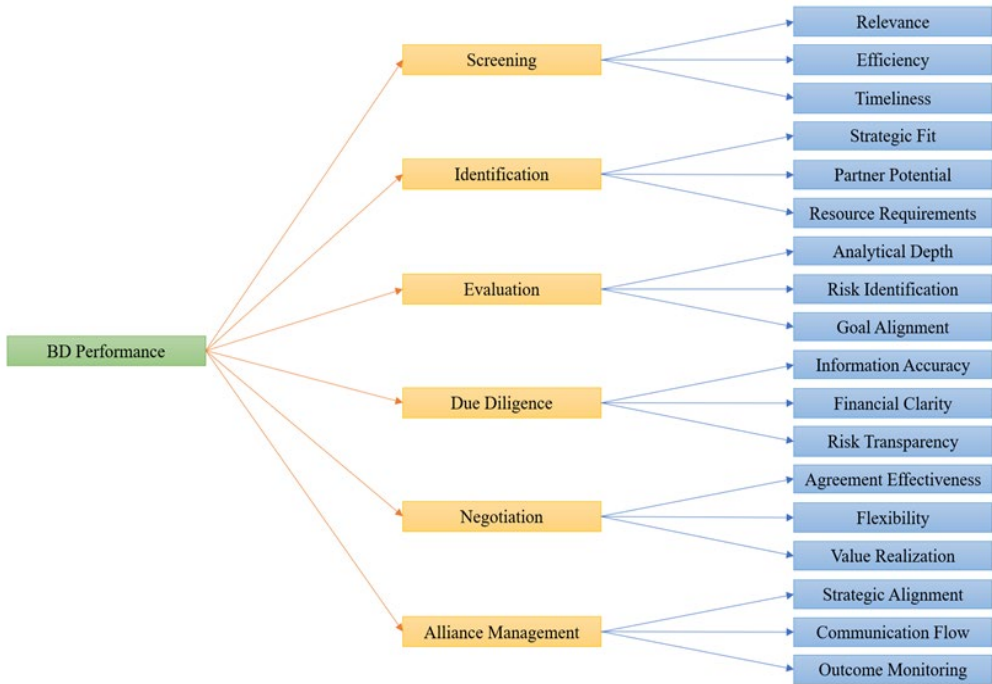 BD Performance
Screening
Relevance
Efficiency
Timeliness
Identification
Strategic Fit
Partner Potential
Resource Requirements
Evaluation
Analytical Depth
Risk Identification
Goal Alignment
Due Diligence
Information Accuracy
Financial Clarity
Risk Transparency
Negotiation
Agreement Effectiveness
Flexibility
Value Realization
Alliance Management
Strategic Alignment
Communication Flow
Outcome Monitoring